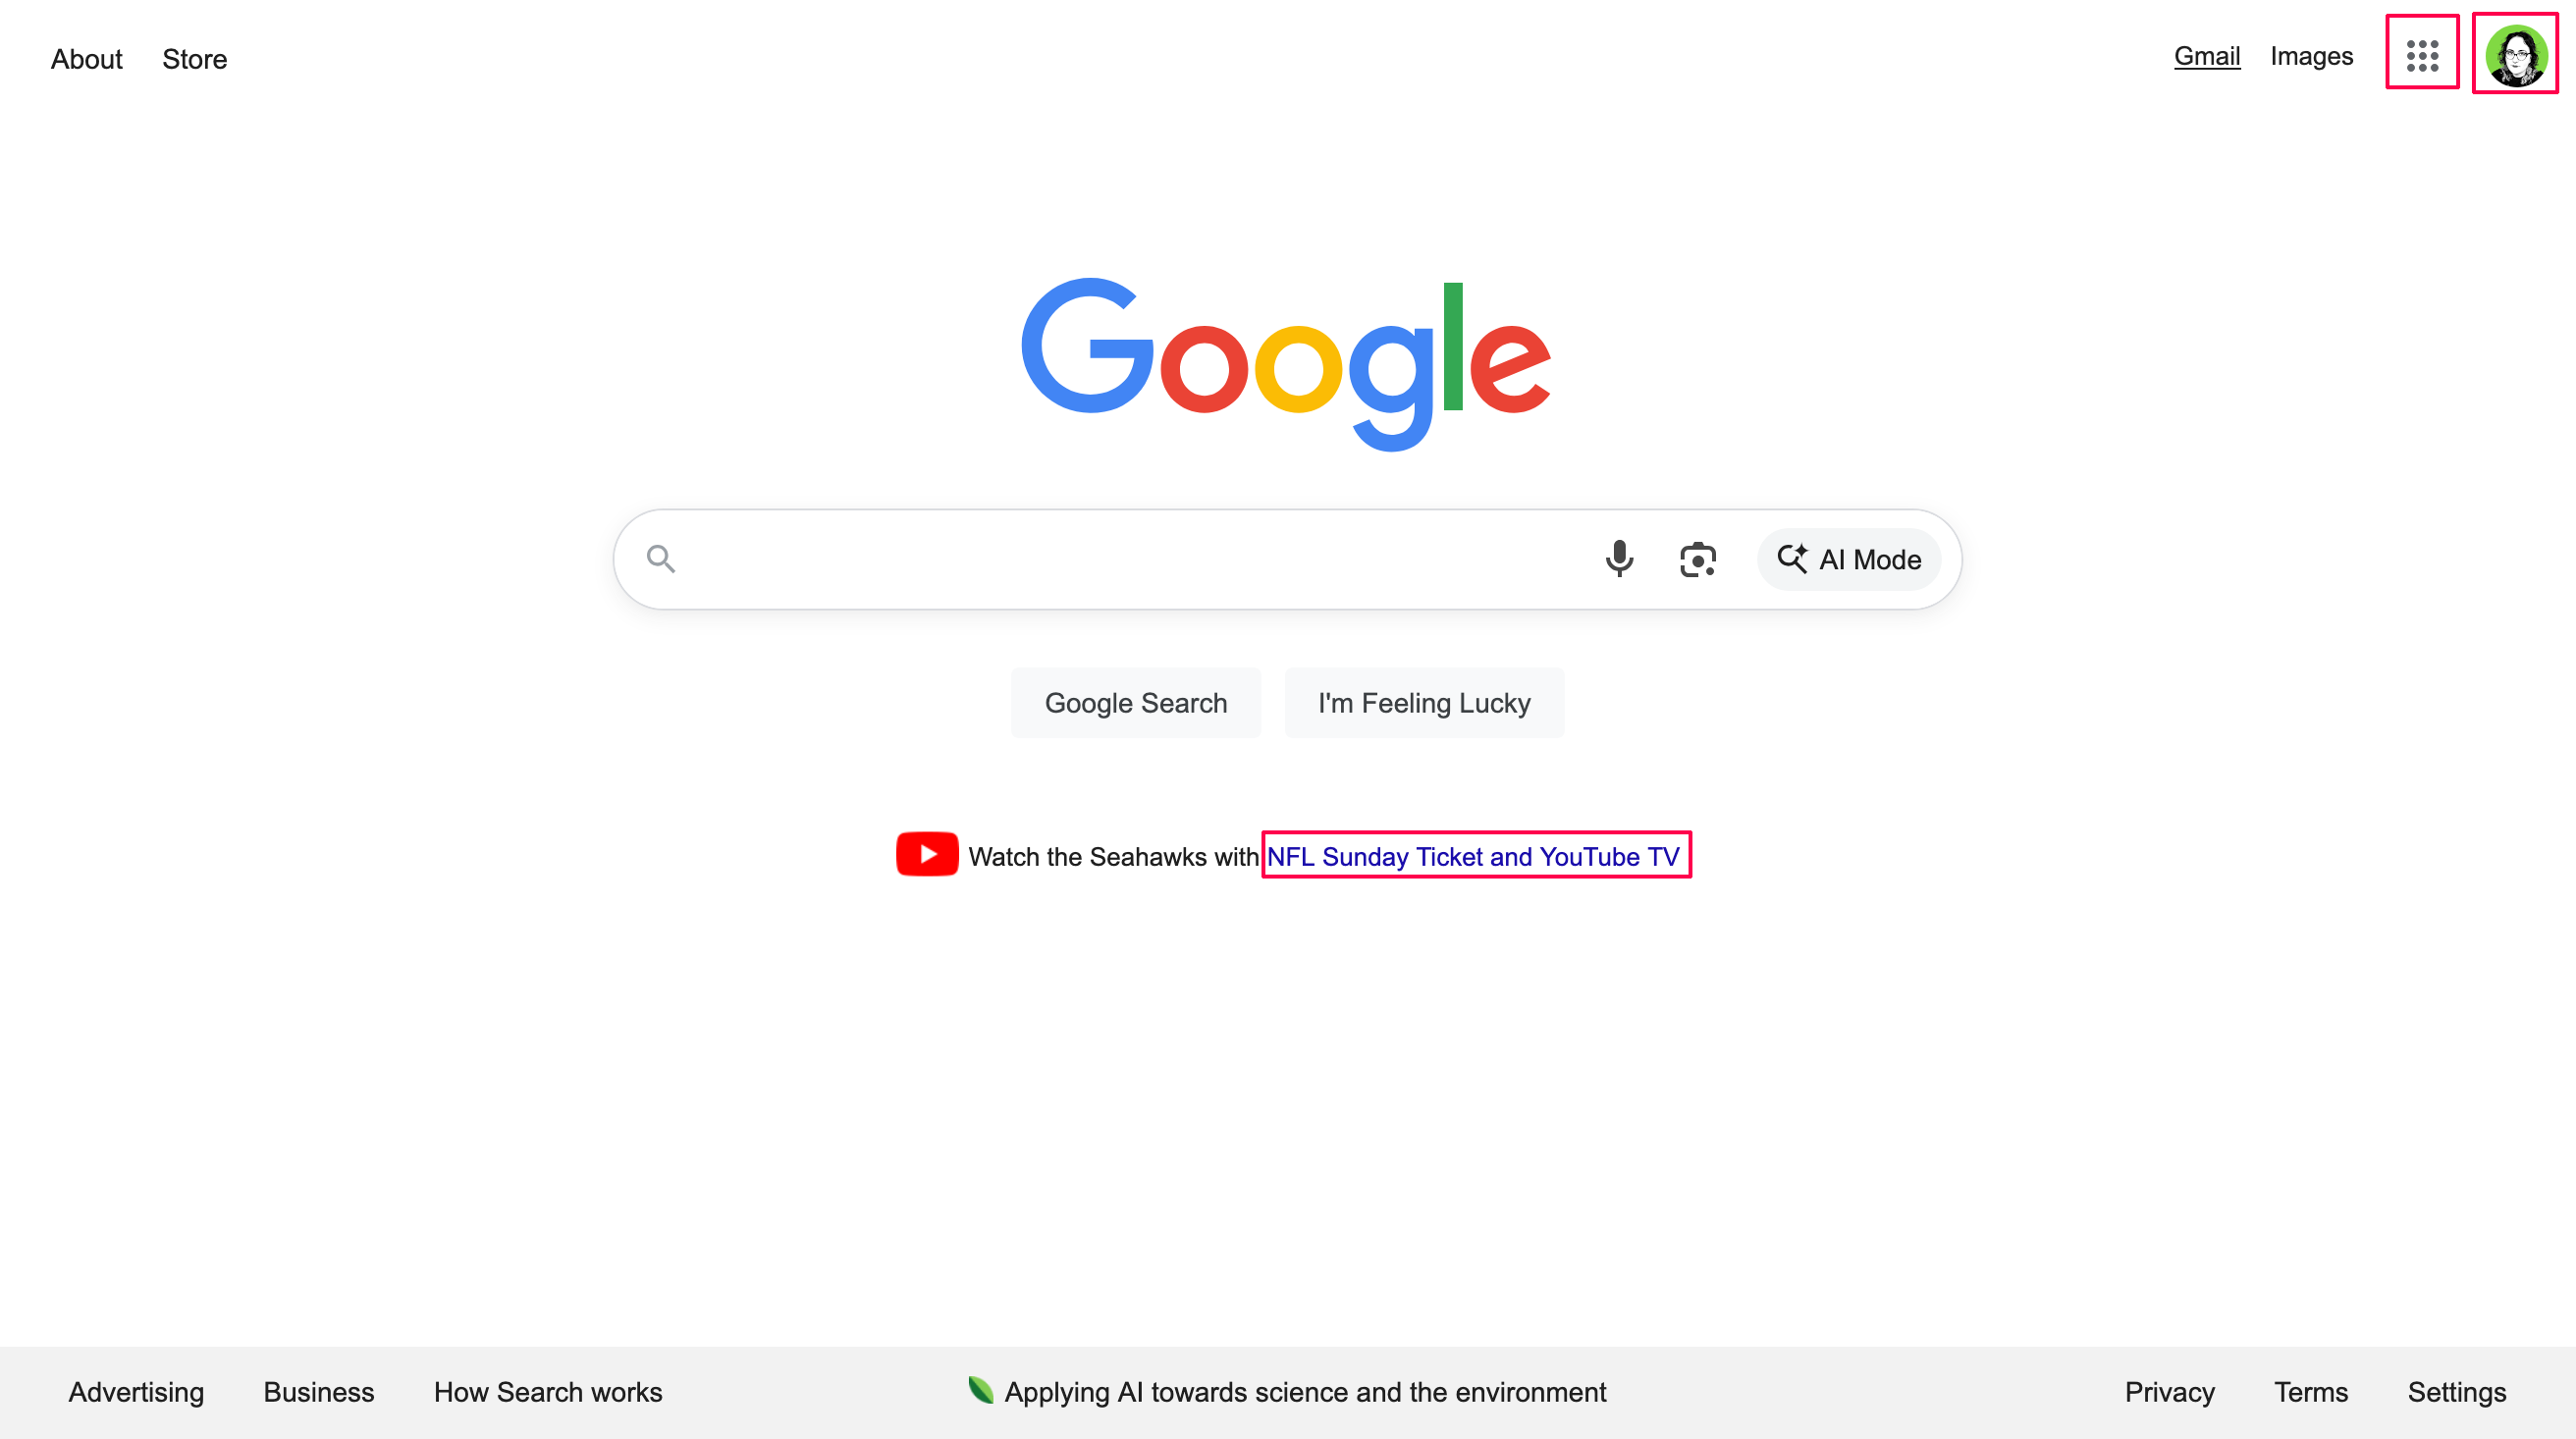 About Store Gmail Images
Google
AI Mode
Google Search I'm Feeling Lucky
Watch the Seahawks with NFL Sunday Ticket and YouTube TV
Advertising Business How Search works Applying AI towards science and the environment Privacy Terms Settings